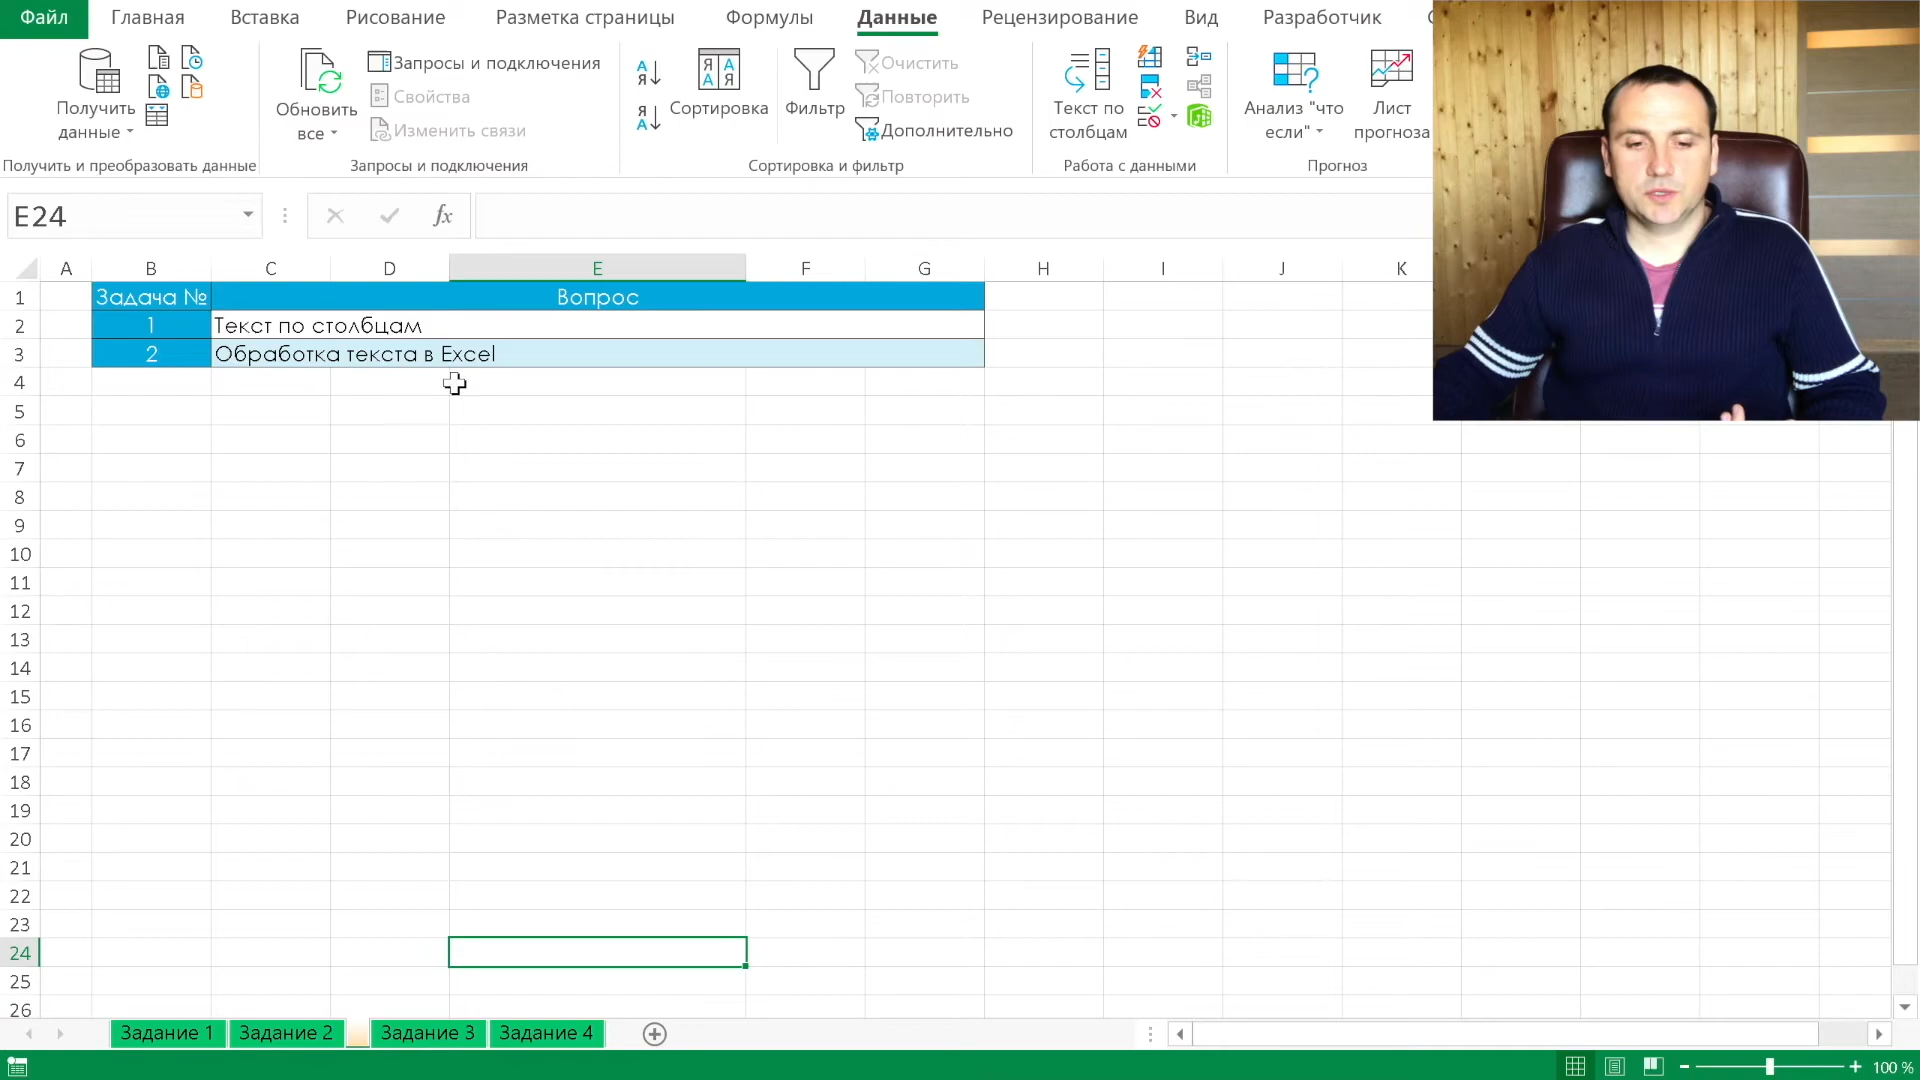 Файл Главная Вставка Рисование Разметка страницы Формулы Данные Рецензирование Вид Разработчик
Получить данные
Обновить все
Запросы и подключения
Свойства
Изменить связи
Сортировка
Фильтр
Очистить
Повторить
Дополнительно
Текст по столбцам
Анализ "что если"
Лист прогноза
Получить и преобразовать данные Запросы и подключения Сортировка и фильтр Работа с данными Прогноз
E24 fx
A B C D E F G H I J K
1 Задача № Вопрос
2 1 Текст по столбцам
3 2 Обработка текста в Excel
4
5
6
7
8
9
10
11
12
13
14
15
16
17
18
19
20
21
22
23
24
25
26
Задание 1 Задание 2 Задание 3 Задание 4
100 %